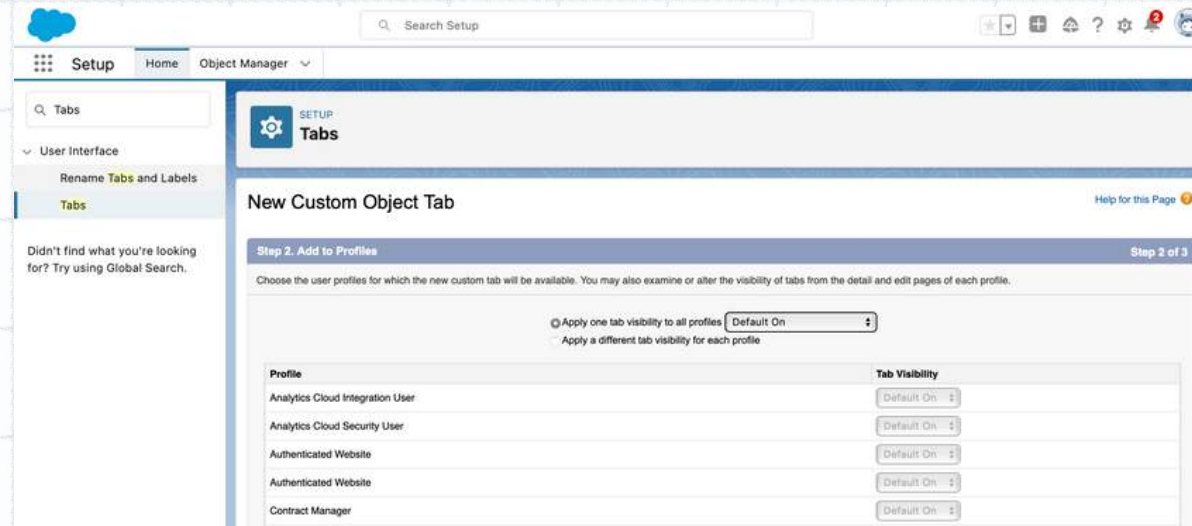 Search Setup
2
Setup
Home
Object Manager
Tabs
User Interface
Rename Tabs and Labels
Tabs
Didn't find what you're looking
for? Try using Global Search.
SETUP
Tabs
New Custom Object Tab
Help for this Page
Step 2. Add to Profiles
Step 2 of 3
Choose the user profiles for which the new custom tab will be available. You may also examine or alter the visibility of tabs from the detail and edit pages of each profile.
Apply one tab visibility to all profiles Default On
Apply a different tab visibility for each profile
Profile Tab Visibility
Analytics Cloud Integration User Default On
Analytics Cloud Security User Default On
Authenticated Website Default On
Authenticated Website Default On
Contract Manager Default On